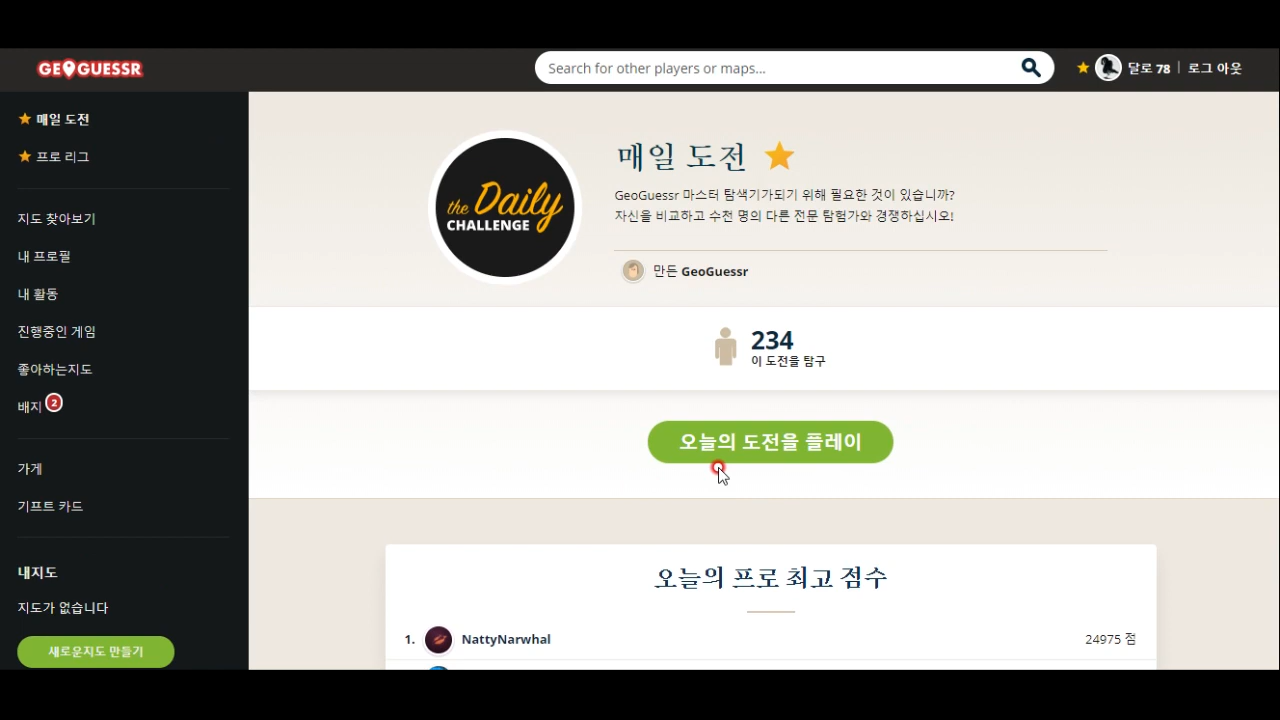 GEOGUESSR
Search for other players or maps...
달로 78 | 로그 아웃
매일 도전
프로 리그
지도 찾아보기
내 프로필
내 활동
진행중인 게임
좋아하는지도
배지 2
가게
기프트 카드
내지도
지도가 없습니다
새로운지도 만들기
the Daily
CHALLENGE
매일 도전
GeoGuessr 마스터 탐색기가되기 위해 필요한 것이 있습니까?
자신을 비교하고 수천 명의 다른 전문 탐험가와 경쟁하십시오!
만든 GeoGuessr
234
이 도전을 탐구
오늘의 도전을 플레이
오늘의 프로 최고 점수
1. NattyNarwhal 24975 점